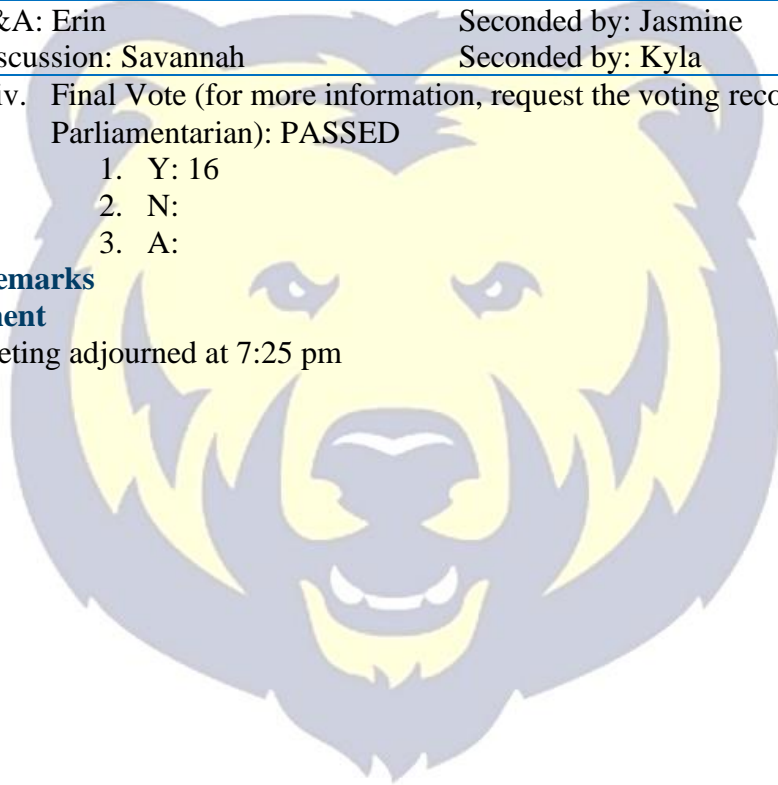 &A: Erin Seconded by: Jasmine
scussion: Savannah Seconded by: Kyla
iv. Final Vote (for more information, request the voting reco
Parliamentarian): PASSED
1. Y: 16
2. N:
3. A:
emarks
nent
eting adjourned at 7:25 pm